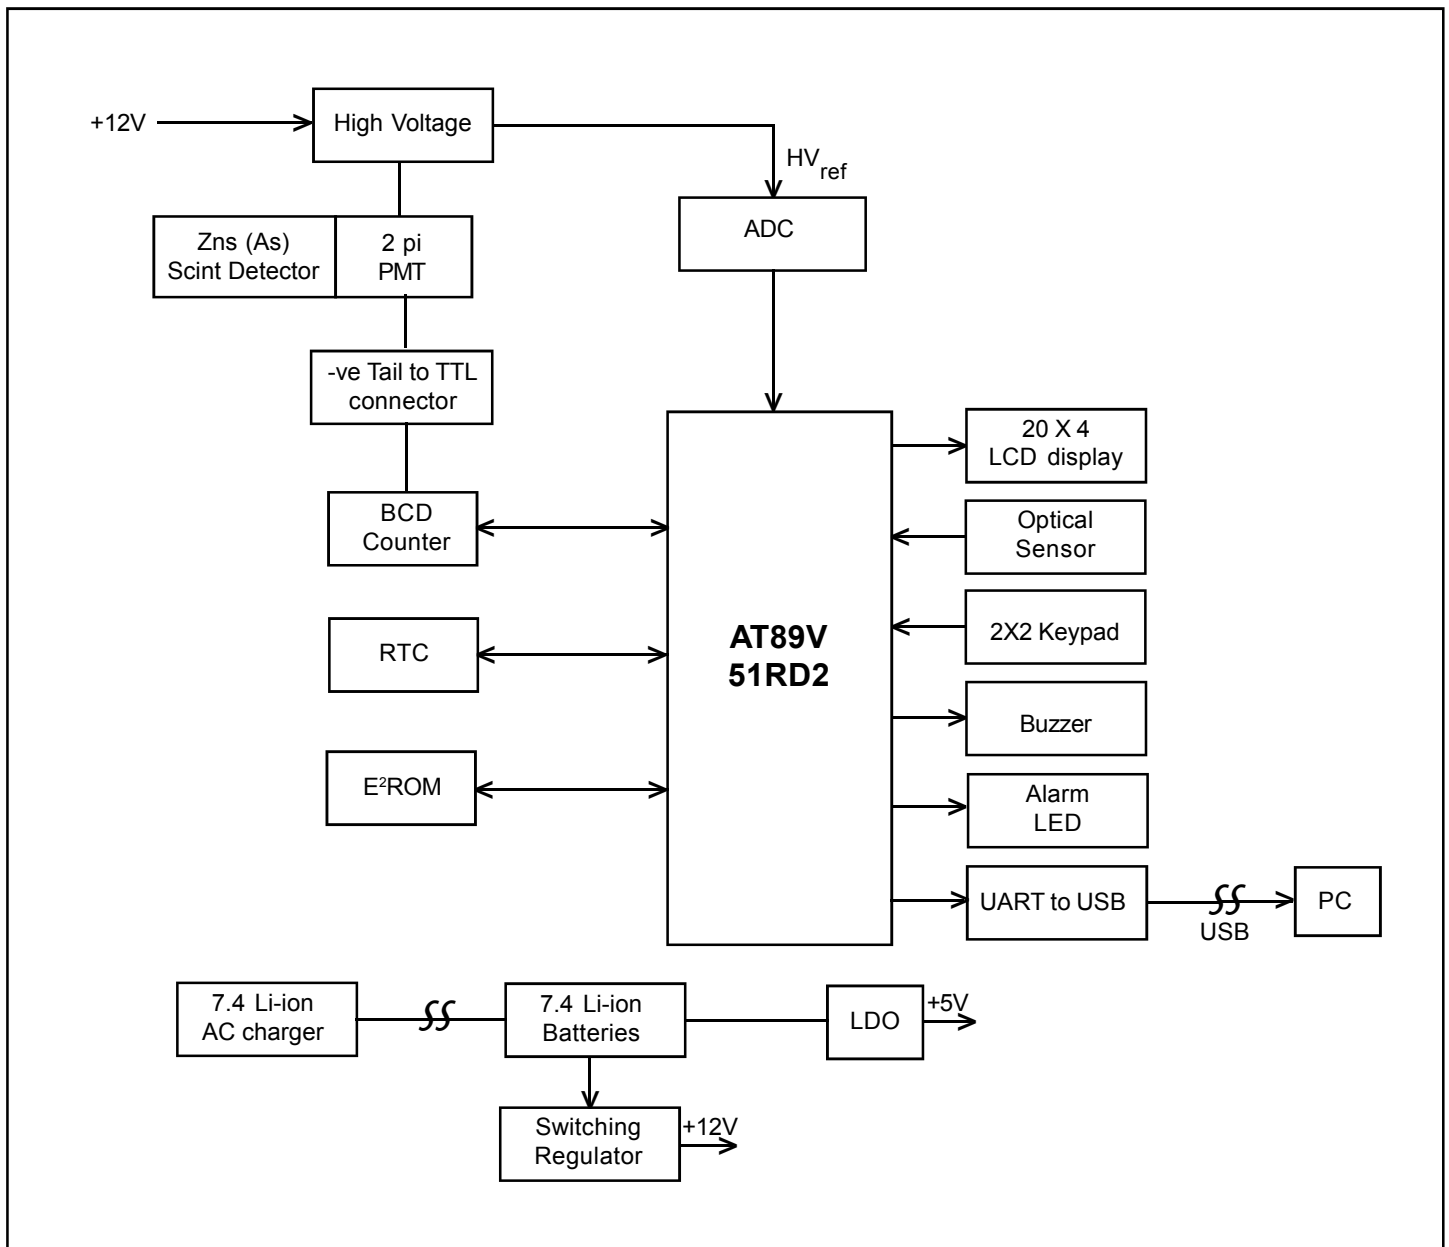 +12V
High Voltage
HVref
ADC
Zns (As)
Scint Detector
2 pi
PMT
-ve Tail to TTL
connector
BCD
Counter
RTC
E²ROM
AT89V
51RD2
20 X 4
LCD display
Optical
Sensor
2X2 Keypad
Buzzer
Alarm
LED
UART to USB
USB
PC
7.4 Li-ion
AC charger
7.4 Li-ion
Batteries
LDO
+5V
Switching
Regulator
+12V